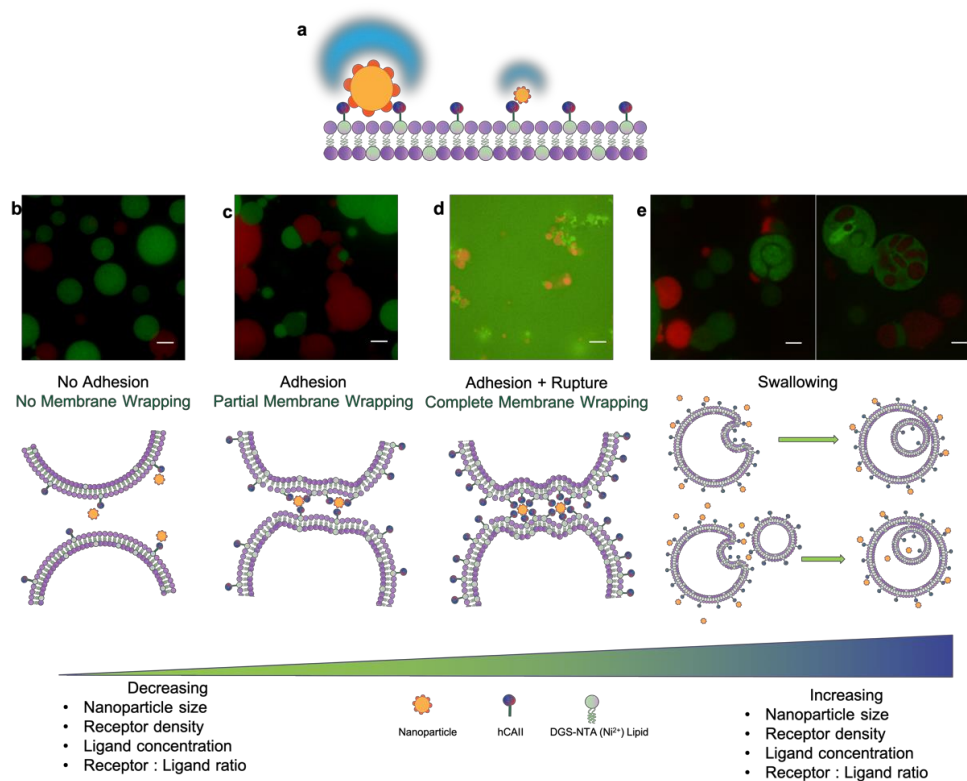 a
b
c
d
e
No Adhesion
No Membrane Wrapping
Adhesion
Partial Membrane Wrapping
Adhesion + Rupture
Complete Membrane Wrapping
Swallowing
Decreasing
• Nanoparticle size
• Receptor density
• Ligand concentration
• Receptor : Ligand ratio
Nanoparticle
hCAII
DGS-NTA (Ni²⁺) Lipid
Increasing
• Nanoparticle size
• Receptor density
• Ligand concentration
• Receptor : Ligand ratio